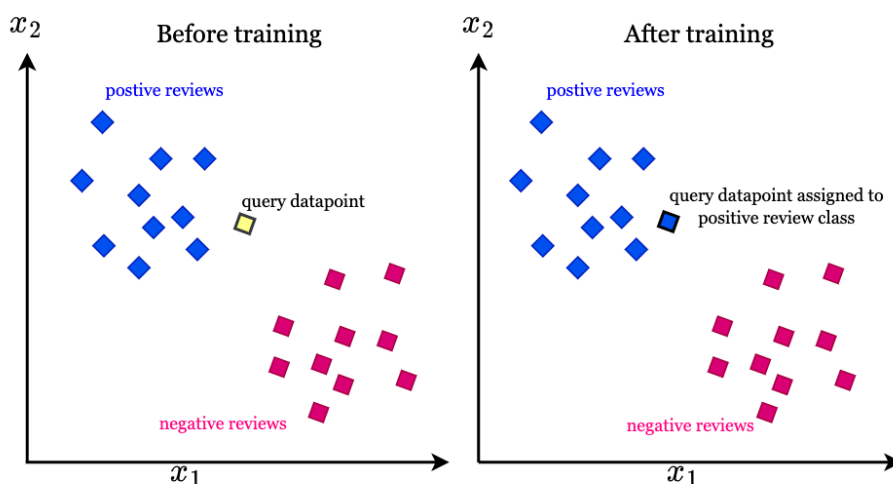 x₂
Before training
postive reviews
query datapoint
negative reviews
x₁
x₂
After training
postive reviews
query datapoint assigned to
positive review class
negative reviews
x₁